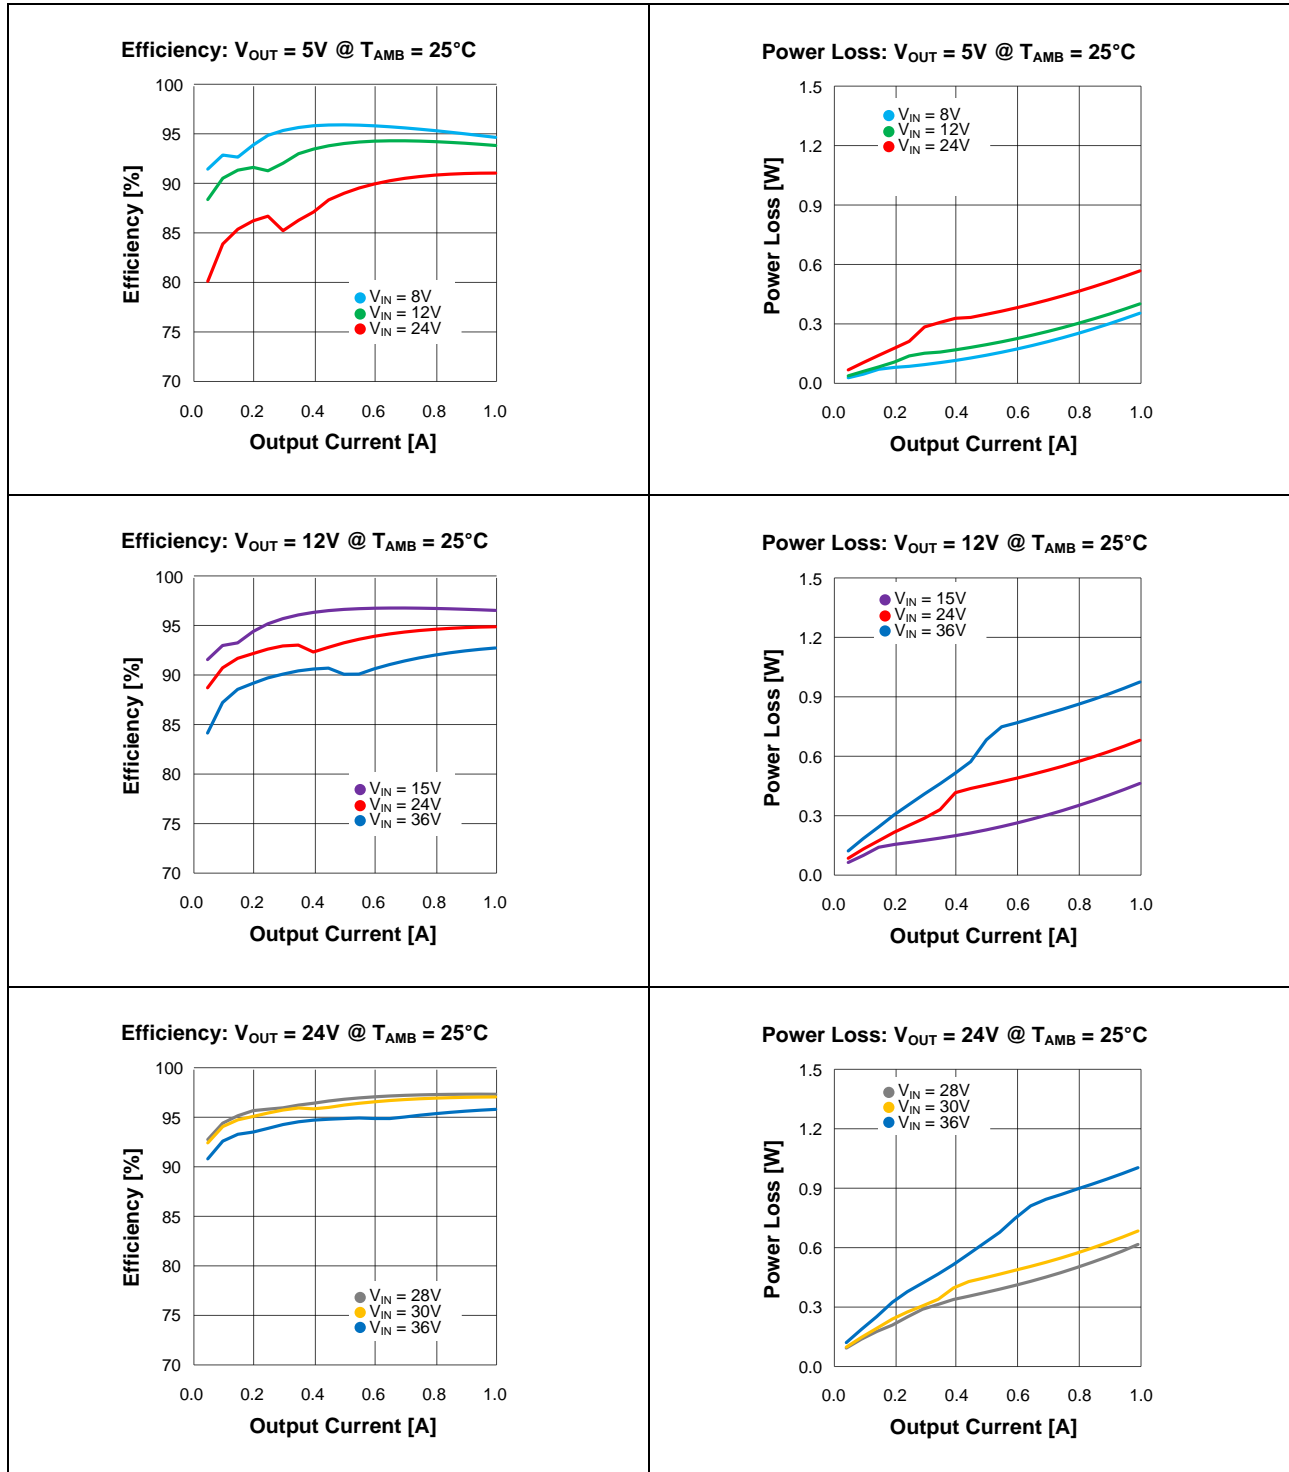 Efficiency: VOUT = 5V @ TAMB = 25°C
Efficiency [%]
100
95
90
85
80
75
70
VIN = 8V
VIN = 12V
VIN = 24V
0.0 0.2 0.4 0.6 0.8 1.0
Output Current [A]
Power Loss: VOUT = 5V @ TAMB = 25°C
Power Loss [W]
1.5
1.2
0.9
0.6
0.3
0.0
VIN = 8V
VIN = 12V
VIN = 24V
0.0 0.2 0.4 0.6 0.8 1.0
Output Current [A]
Efficiency: VOUT = 12V @ TAMB = 25°C
Efficiency [%]
100
95
90
85
80
75
70
VIN = 15V
VIN = 24V
VIN = 36V
0.0 0.2 0.4 0.6 0.8 1.0
Output Current [A]
Power Loss: VOUT = 12V @ TAMB = 25°C
Power Loss [W]
1.5
1.2
0.9
0.6
0.3
0.0
VIN = 15V
VIN = 24V
VIN = 36V
0.0 0.2 0.4 0.6 0.8 1.0
Output Current [A]
Efficiency: VOUT = 24V @ TAMB = 25°C
Efficiency [%]
100
95
90
85
80
75
70
VIN = 28V
VIN = 30V
VIN = 36V
0.0 0.2 0.4 0.6 0.8 1.0
Output Current [A]
Power Loss: VOUT = 24V @ TAMB = 25°C
Power Loss [W]
1.5
1.2
0.9
0.6
0.3
0.0
VIN = 28V
VIN = 30V
VIN = 36V
0.0 0.2 0.4 0.6 0.8 1.0
Output Current [A]